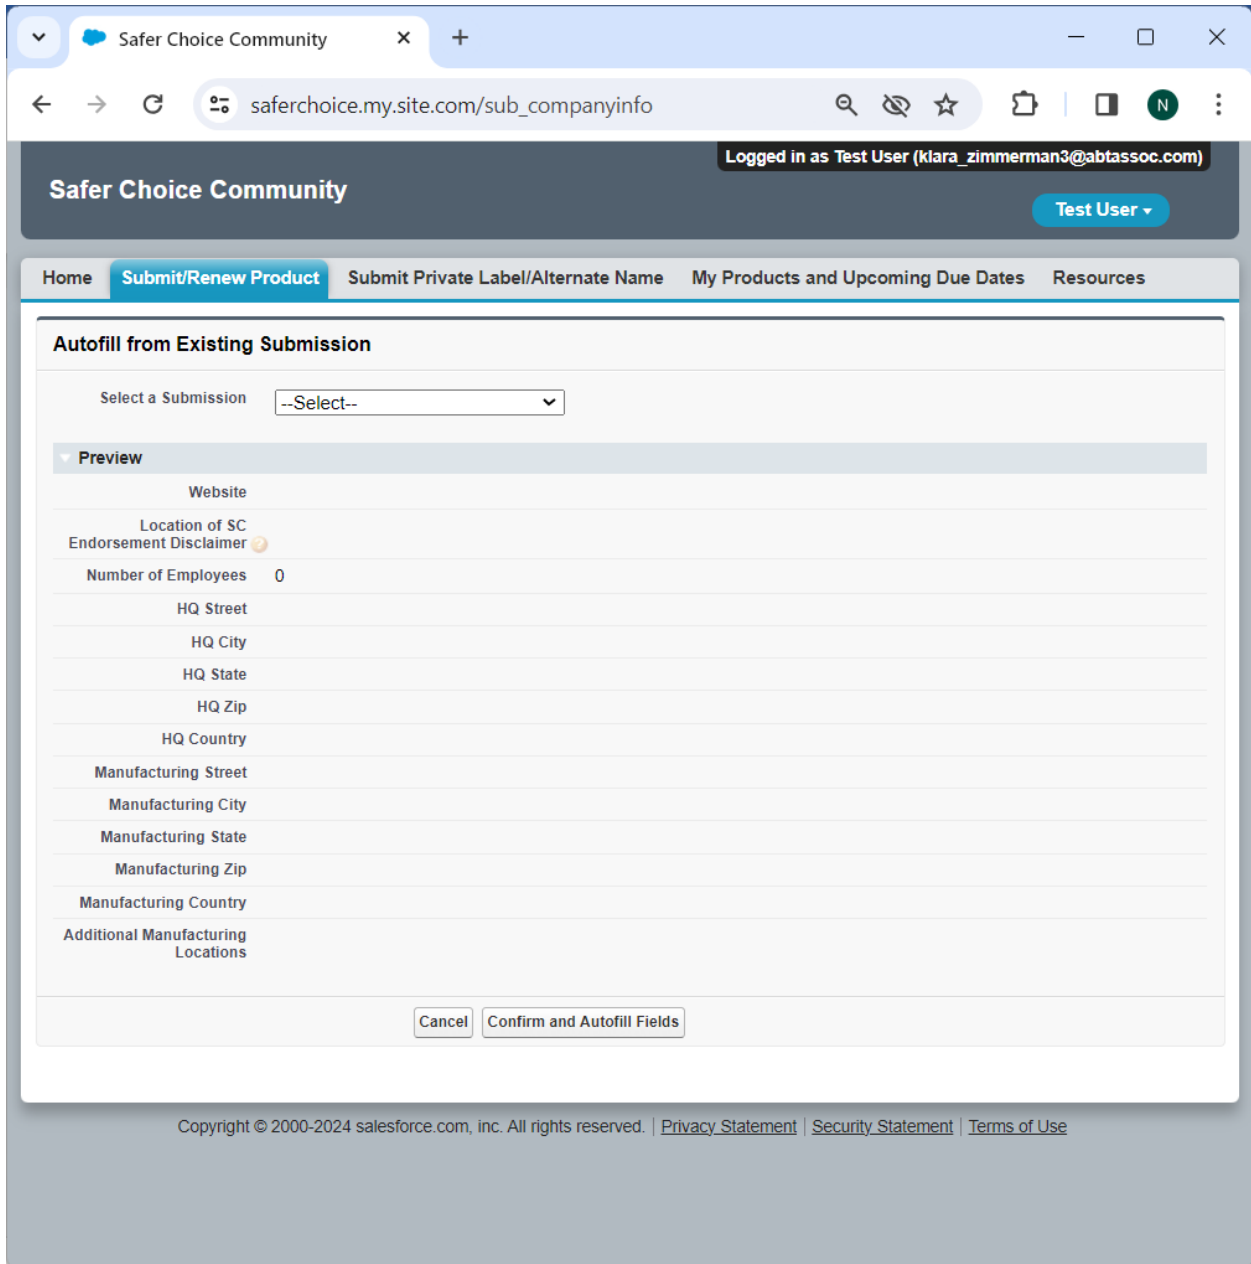 Safer Choice Community
saferchoice.my.site.com/sub_companyinfo
N
Logged in as Test User (klara_zimmerman3@abtassoc.com)
Safer Choice Community
Test User
Home Submit/Renew Product Submit Private Label/Alternate Name My Products and Upcoming Due Dates Resources
Autofill from Existing Submission
Select a Submission --Select--
Preview
Website
Location of SC
Endorsement Disclaimer ?
Number of Employees 0
HQ Street
HQ City
HQ State
HQ Zip
HQ Country
Manufacturing Street
Manufacturing City
Manufacturing State
Manufacturing Zip
Manufacturing Country
Additional Manufacturing
Locations
Cancel Confirm and Autofill Fields
Copyright © 2000-2024 salesforce.com, inc. All rights reserved. | Privacy Statement | Security Statement | Terms of Use